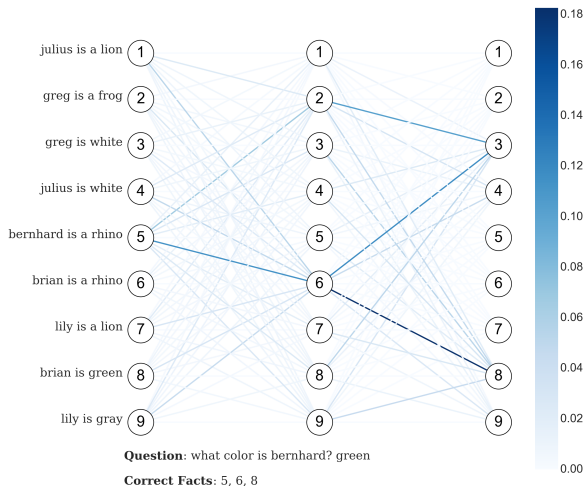 julius is a lion 1 1 1
greg is a frog 2 2 2
greg is white 3 3 3
julius is white 4 4 4
bernhard is a rhino 5 5 5
brian is a rhino 6 6 6
lily is a lion 7 7 7
brian is green 8 8 8
lily is gray 9 9 9
0.18
0.16
0.14
0.12
0.10
0.08
0.06
0.04
0.02
0.00
Question: what color is bernhard? green
Correct Facts: 5, 6, 8